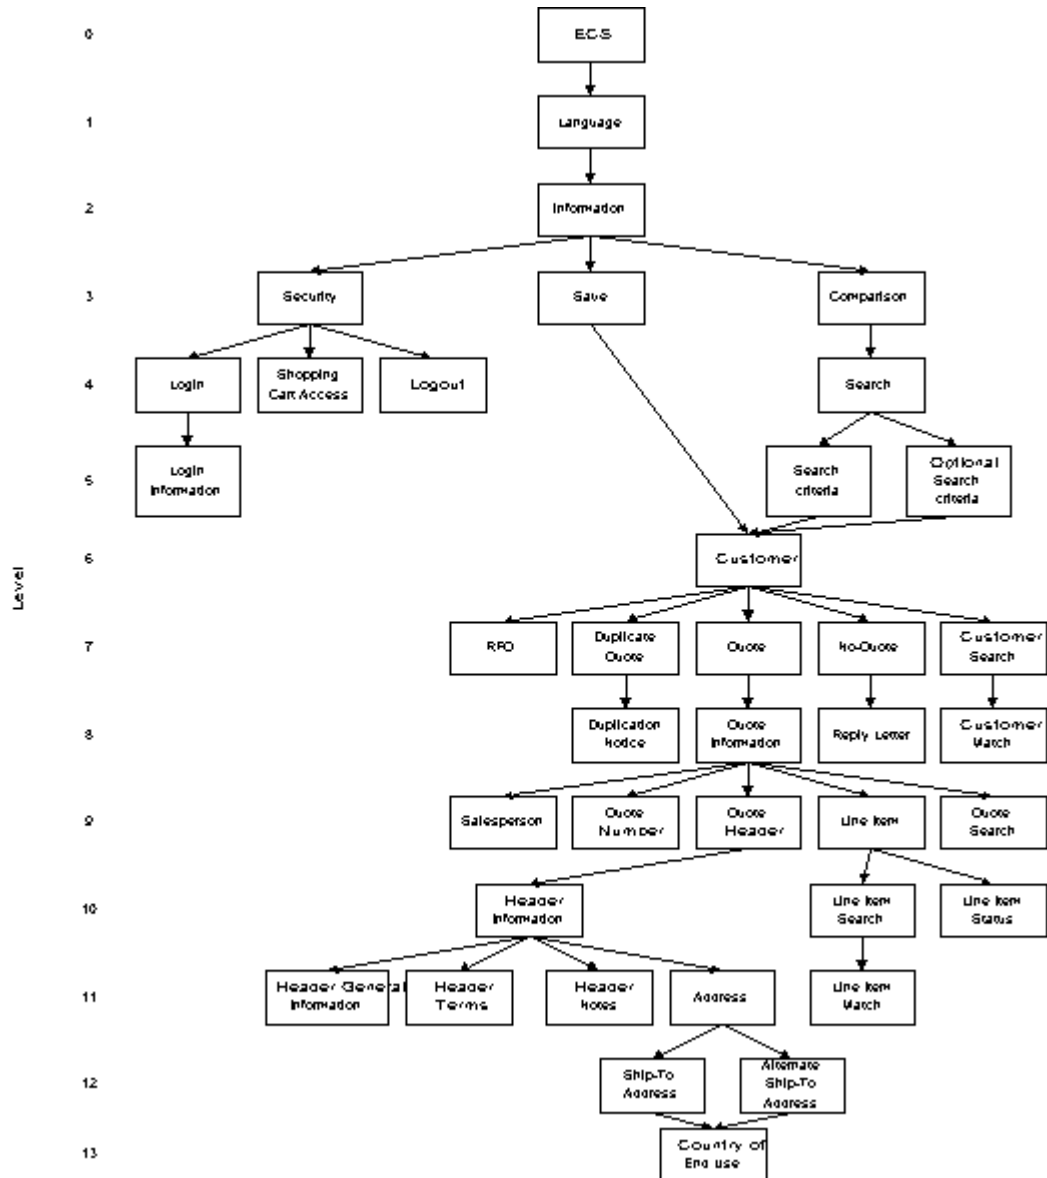 0
EC-S
1
Language
2
Information
3
Security
Save
Comparison
4
Login
Shopping
Cart Access
Logout
Search
5
Login
Information
Search
criteria
Optional
Search
criteria
Level
6
Customer
7
RFQ
Duplicate
Quote
Quote
No-Quote
Customer
Search
8
Duplication
Notice
Quote
Information
Reply Letter
Customer
Match
9
Salesperson
Quote
Number
Quote
Header
Line Item
Quote
Search
10
Header
Information
Line Item
Search
Line Item
Status
11
Header General
Information
Header
Terms
Header
Notes
Address
Line Item
Match
12
Ship-To
Address
Alternate
Ship-To
Address
13
Country of
End use